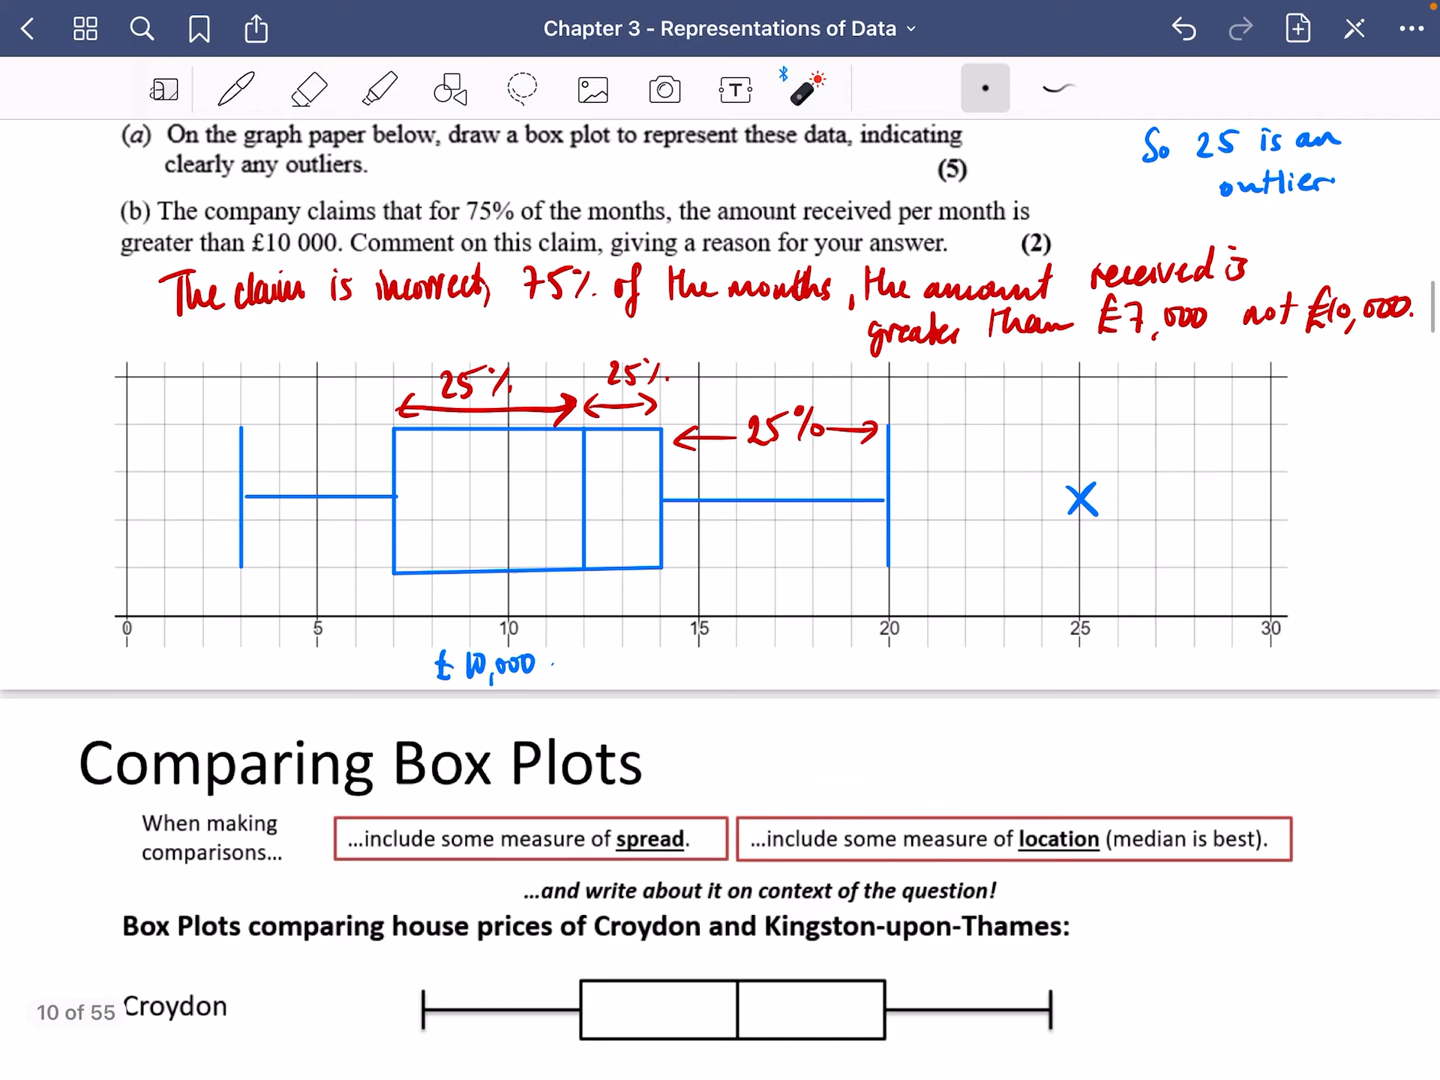 Chapter 3 - Representations of Data
(a) On the graph paper below, draw a box plot to represent these data, indicating
clearly any outliers.
(5)
So 25 is an
outlier
(b) The company claims that for 75% of the months, the amount received per month is
greater than £10 000. Comment on this claim, giving a reason for your answer.
(2)
The claim is incorrect, 75% of the months, the amount received is
greater than £7,000 not £10,000.
25%
25%
25%
0 5 10 15 20 25 30
£10,000
Comparing Box Plots
When making
comparisons...
...include some measure of spread.
...include some measure of location (median is best).
...and write about it on context of the question!
Box Plots comparing house prices of Croydon and Kingston-upon-Thames:
10 of 55
Croydon